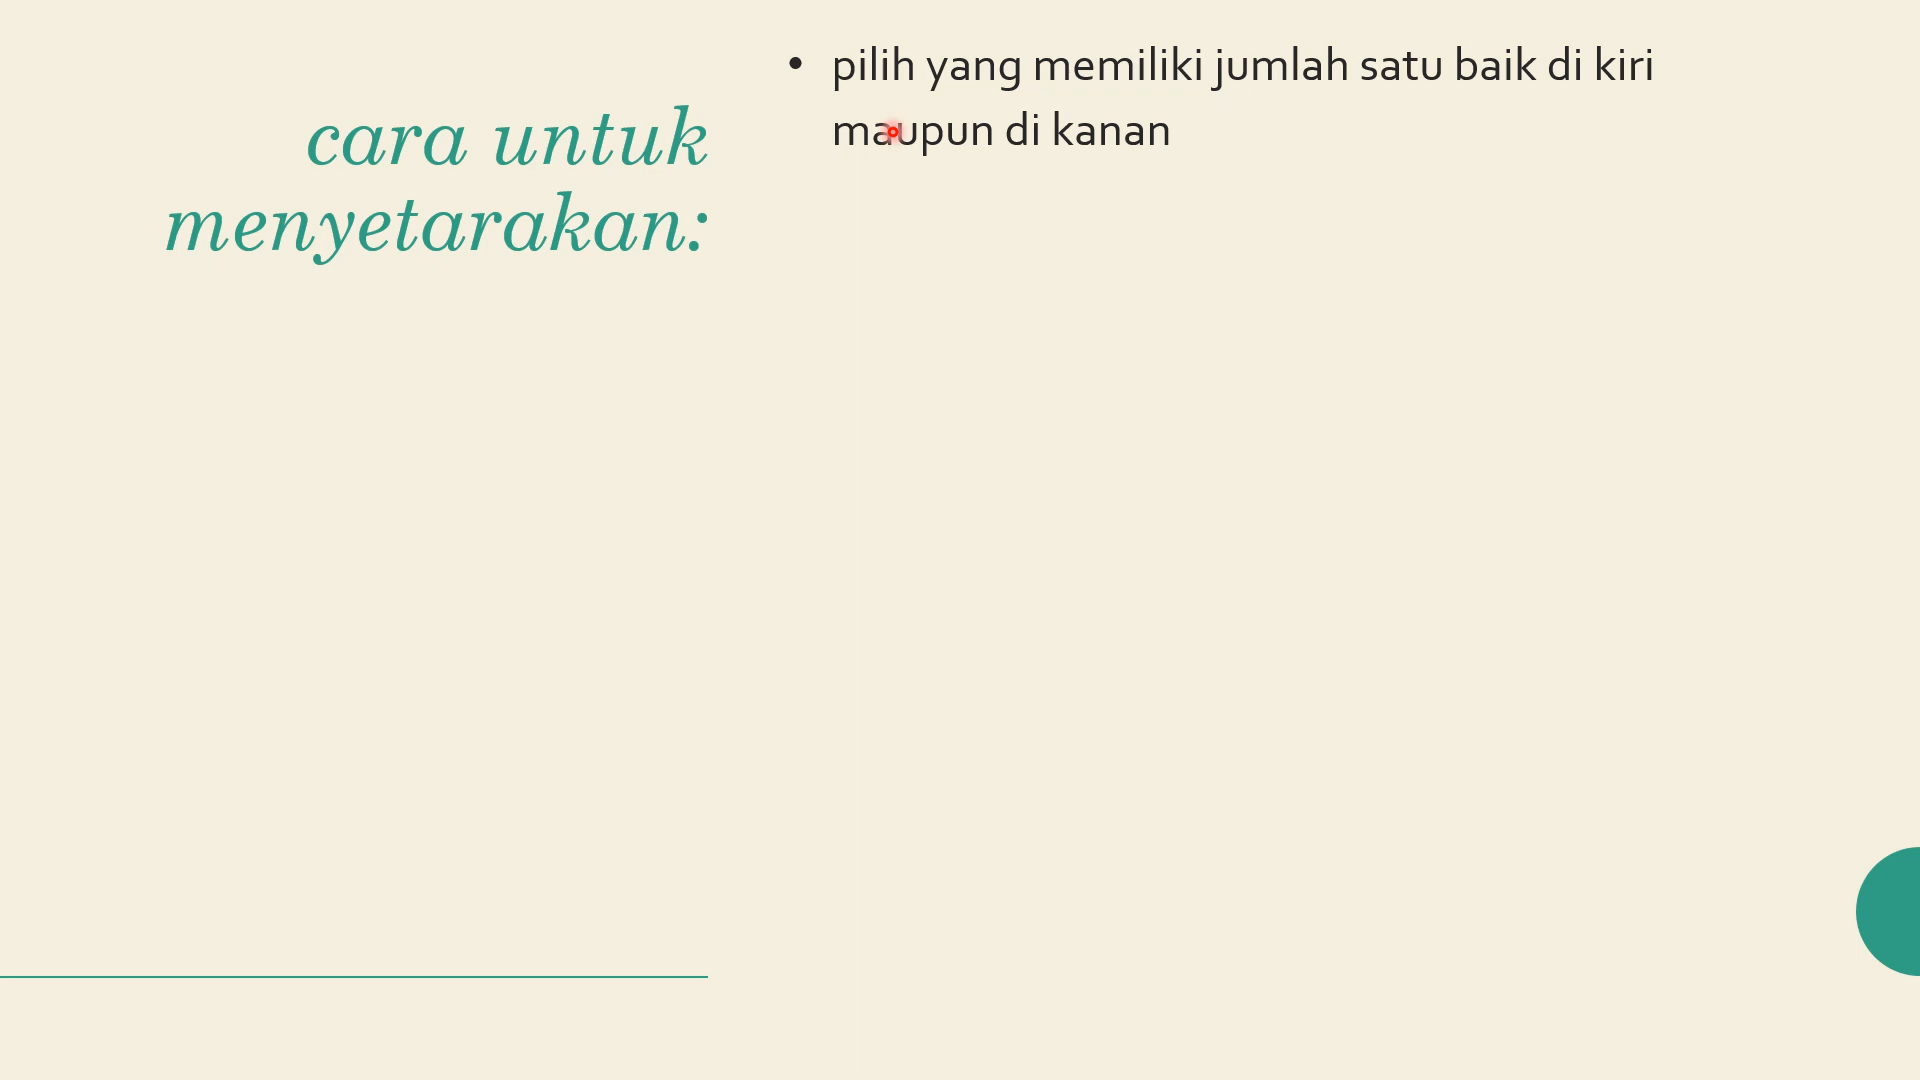 cara untuk
menyetarakan:
• pilih yang memiliki jumlah satu baik di kiri
maupun di kanan